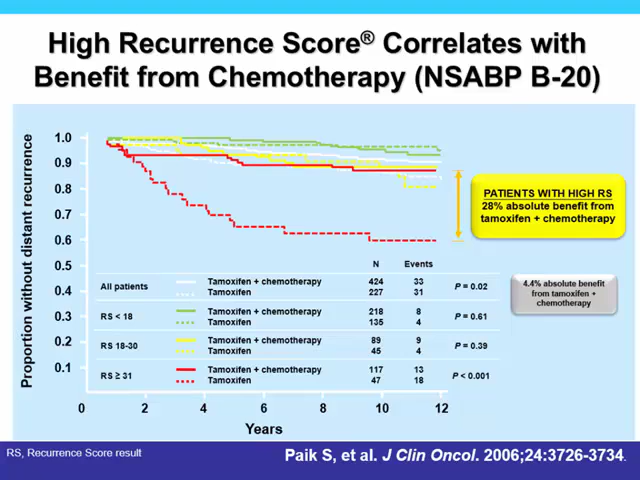 High Recurrence Score® Correlates with
Benefit from Chemotherapy (NSABP B-20)
Proportion without distant recurrence
1.0
0.9
0.8
0.7
0.6
0.5
0.4
0.3
0.2
0.1
PATIENTS WITH HIGH RS
28% absolute benefit from
tamoxifen + chemotherapy
4.4% absolute benefit
from tamoxifen +
chemotherapy
N Events
All patients Tamoxifen + chemotherapy 424 33 P = 0.02
Tamoxifen 227 31
RS < 18 Tamoxifen + chemotherapy 218 8 P = 0.61
Tamoxifen 135 4
RS 18-30 Tamoxifen + chemotherapy 89 9 P = 0.39
Tamoxifen 45 4
RS ≥ 31 Tamoxifen + chemotherapy 117 13 P < 0.001
Tamoxifen 47 18
0 2 4 6 8 10 12
Years
RS, Recurrence Score result
Paik S, et al. J Clin Oncol. 2006;24:3726-3734.